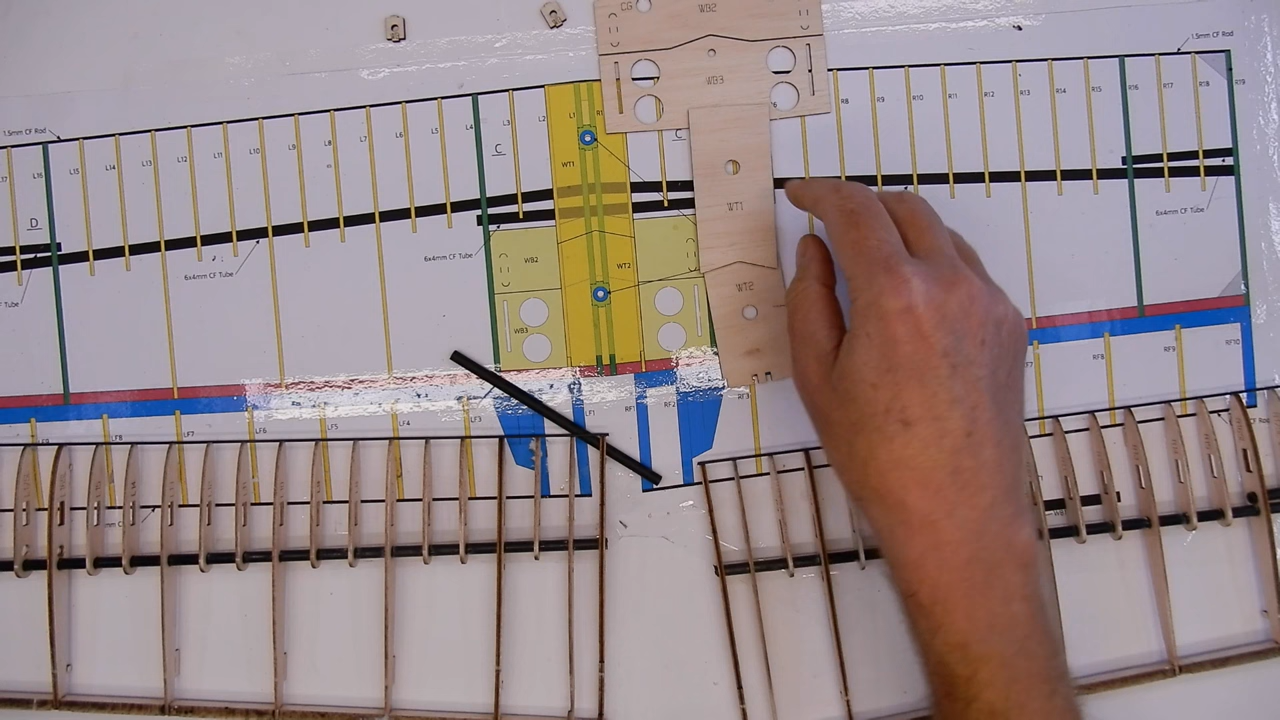 CG
WB2
WB3
WT1
WT2
1.5mm CF Rod
L16
L15
L14
L13
L12
L11
L10
L9
L8
L7
L6
L5
L4
L3
L2
L1
C
D
WT1
WT2
WB2
WB3
C
R8
R9
R10
R11
R12
R13
R14
R15
R16
R17
R18
R19
1.5mm CF Rod
6x4mm CF Tube
6x4mm CF Tube
6x4mm CF Tube
Tube
LF8
LF7
LF6
LF5
LF4
LF3
LF1
RF1
RF2
RF3
RF8
RF9
RF10